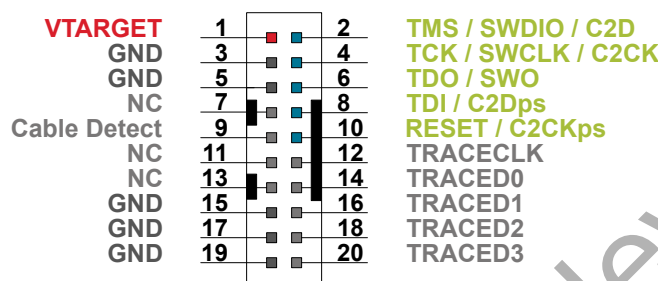 VTARGET 1 2 TMS / SWDIO / C2D
GND 3 4 TCK / SWCLK / C2CK
GND 5 6 TDO / SWO
NC 7 8 TDI / C2Dps
Cable Detect 9 10 RESET / C2CKps
NC 11 12 TRACECLK
NC 13 14 TRACED0
GND 15 16 TRACED1
GND 17 18 TRACED2
GND 19 20 TRACED3